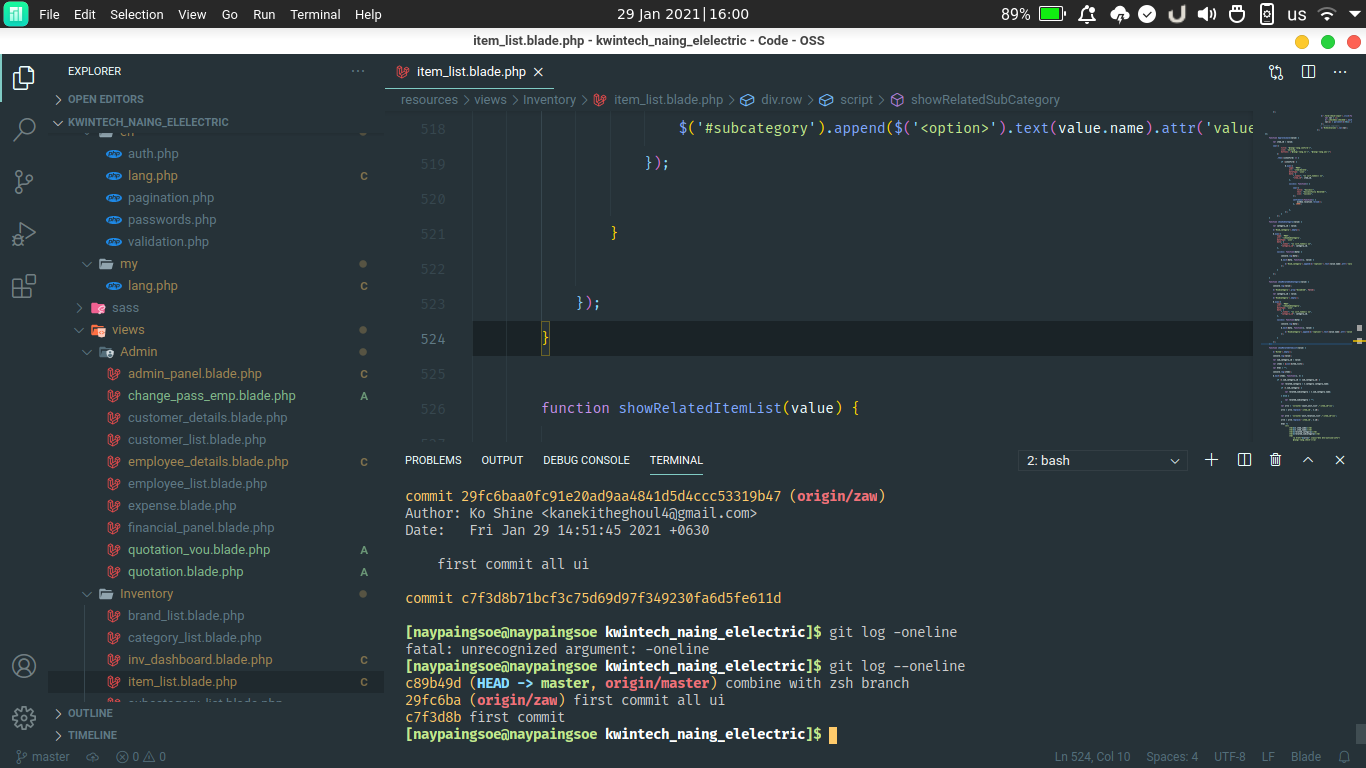 File Edit Selection View Go Run Terminal Help
29 Jan 2021|16:00
89%
us
item_list.blade.php - kwintech_naing_elelectric - Code - OSS
EXPLORER
OPEN EDITORS
KWINTECH_NAING_ELELECTRIC
en
auth.php
lang.php C
pagination.php
passwords.php
validation.php
my
lang.php C
sass
views
Admin
admin_panel.blade.php C
change_pass_emp.blade.php A
customer_details.blade.php
customer_list.blade.php
employee_details.blade.php C
employee_list.blade.php
expense.blade.php
financial_panel.blade.php
quotation_vou.blade.php A
quotation.blade.php A
Inventory
brand_list.blade.php
category_list.blade.php
inv_dashboard.blade.php C
item_list.blade.php C
subcategory_list.blade.php
OUTLINE
TIMELINE
item_list.blade.php
resources > views > Inventory > item_list.blade.php > div.row > script > showRelatedSubCategory
518 $('#subcategory').append($('<option>').text(value.name).attr('value
519 });
520
521 }
522
523 });
524 }
525
526 function showRelatedItemList(value) {
527
PROBLEMS OUTPUT DEBUG CONSOLE TERMINAL
2: bash
commit 29fc6baa0fc91e20ad9aa4841d5d4ccc53319b47 (origin/zaw)
Author: Ko Shine <kanekitheghoul4@gmail.com>
Date: Fri Jan 29 14:51:45 2021 +0630
first commit all ui
commit c7f3d8b71bcf3c75d69d97f349230fa6d5fe611d
[naypaingsoe@naypaingsoe kwintech_naing_elelectric]$ git log -oneline
fatal: unrecognized argument: -oneline
[naypaingsoe@naypaingsoe kwintech_naing_elelectric]$ git log --oneline
c89b49d (HEAD -> master, origin/master) combine with zsh branch
29fc6ba (origin/zaw) first commit all ui
c7f3d8b first commit
[naypaingsoe@naypaingsoe kwintech_naing_elelectric]$
master 0 0
Ln 524, Col 10 Spaces: 4 UTF-8 LF Blade